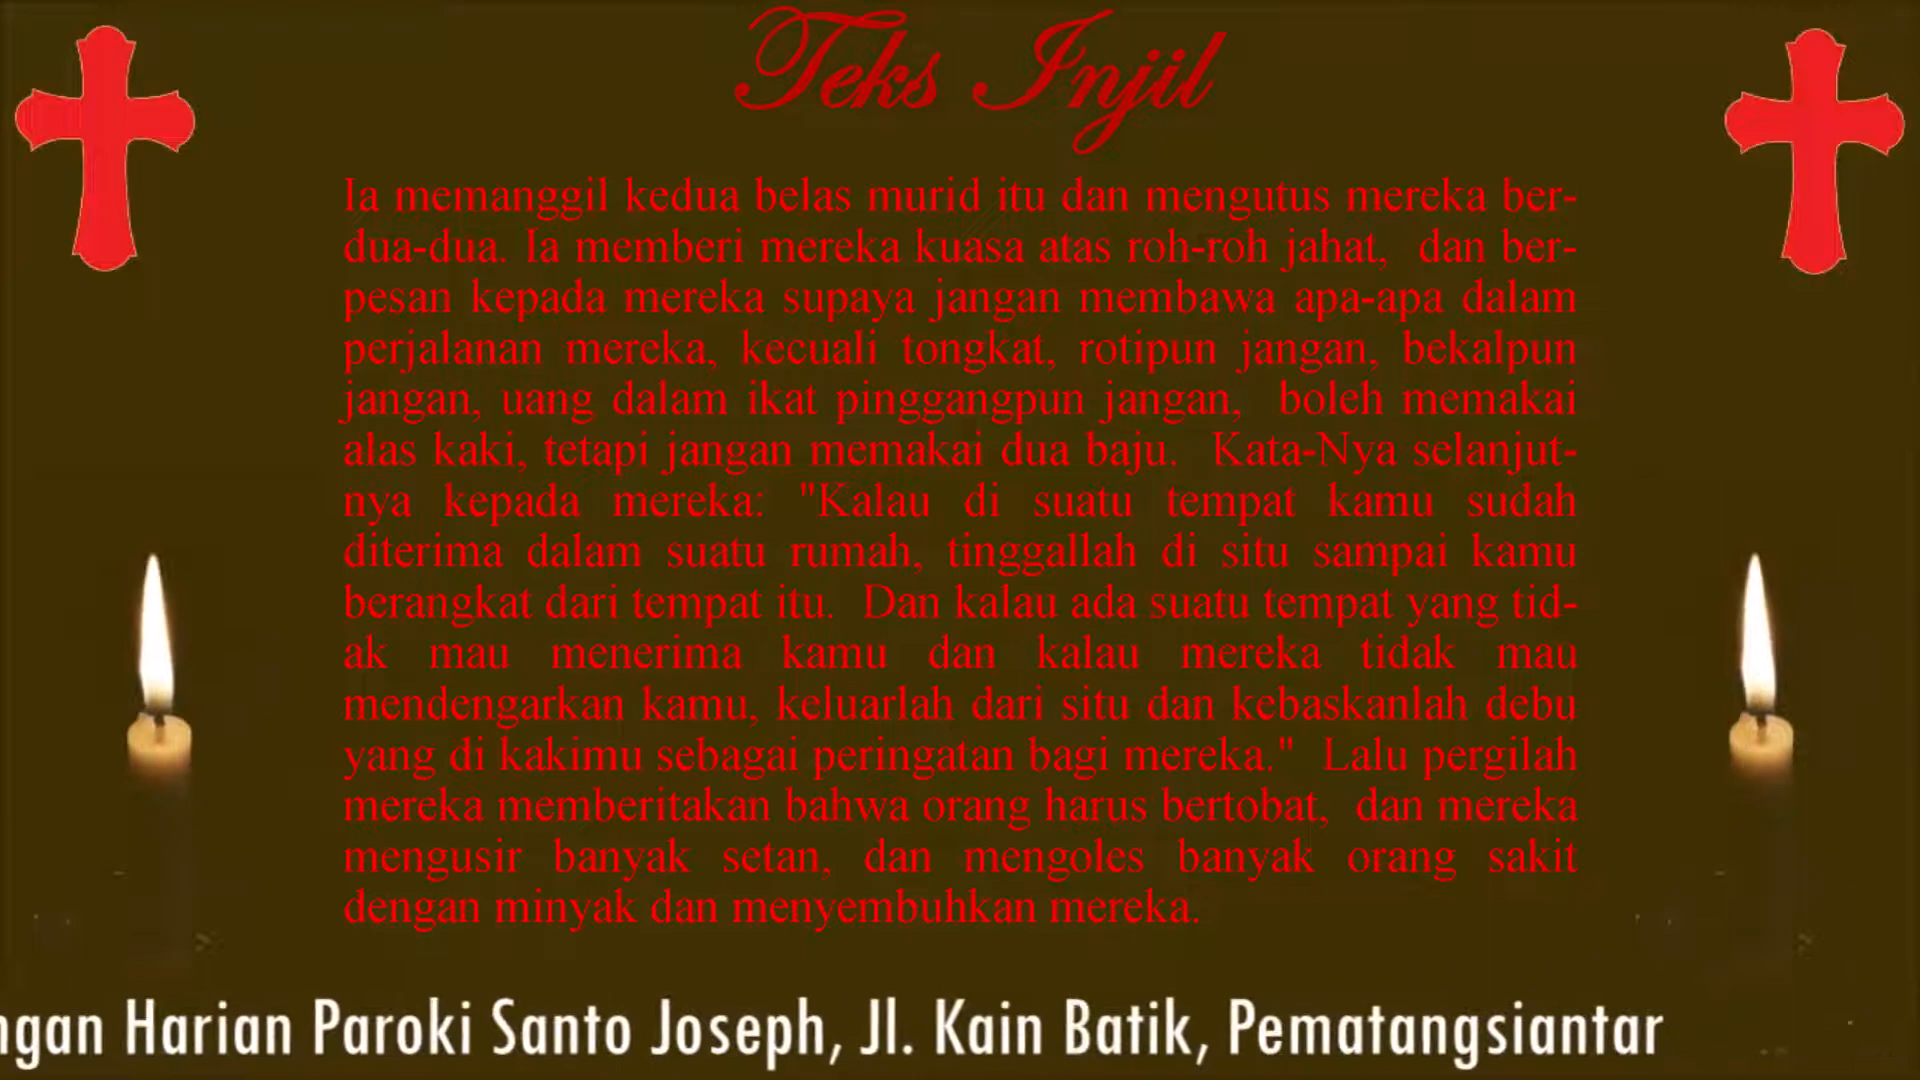 Teks Injil
Ia memanggil kedua belas murid itu dan mengutus mereka ber-
dua-dua. Ia memberi mereka kuasa atas roh-roh jahat, dan ber-
pesan kepada mereka supaya jangan membawa apa-apa dalam
perjalanan mereka, kecuali tongkat, rotipun jangan, bekalpun
jangan, uang dalam ikat pinggangpun jangan, boleh memakai
alas kaki, tetapi jangan memakai dua baju. Kata-Nya selanjut-
nya kepada mereka: "Kalau di suatu tempat kamu sudah
diterima dalam suatu rumah, tinggallah di situ sampai kamu
berangkat dari tempat itu. Dan kalau ada suatu tempat yang tid-
ak mau menerima kamu dan kalau mereka tidak mau
mendengarkan kamu, keluarlah dari situ dan kebaskanlah debu
yang di kakimu sebagai peringatan bagi mereka." Lalu pergilah
mereka memberitakan bahwa orang harus bertobat, dan mereka
mengusir banyak setan, dan mengoles banyak orang sakit
dengan minyak dan menyembuhkan mereka.
ngan Harian Paroki Santo Joseph, Jl. Kain Batik, Pematangsiantar